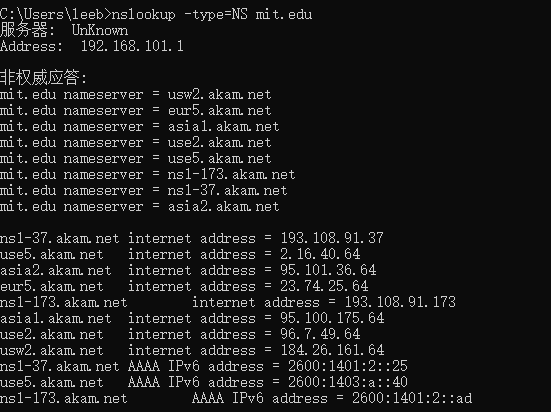 C:\Users\leeb>nslookup -type=NS mit.edu
服务器:  UnKnown
Address:  192.168.101.1

非权威应答:
mit.edu nameserver = usw2.akam.net
mit.edu nameserver = eur5.akam.net
mit.edu nameserver = asia1.akam.net
mit.edu nameserver = use2.akam.net
mit.edu nameserver = use5.akam.net
mit.edu nameserver = ns1-173.akam.net
mit.edu nameserver = ns1-37.akam.net
mit.edu nameserver = asia2.akam.net

ns1-37.akam.net internet address = 193.108.91.37
use5.akam.net   internet address = 2.16.40.64
asia2.akam.net  internet address = 95.101.36.64
eur5.akam.net   internet address = 23.74.25.64
ns1-173.akam.net        internet address = 193.108.91.173
asia1.akam.net  internet address = 95.100.175.64
use2.akam.net   internet address = 96.7.49.64
usw2.akam.net   internet address = 184.26.161.64
ns1-37.akam.net AAAA IPv6 address = 2600:1401:2::25
use5.akam.net   AAAA IPv6 address = 2600:1403:a::40
ns1-173.akam.net        AAAA IPv6 address = 2600:1401:2::ad